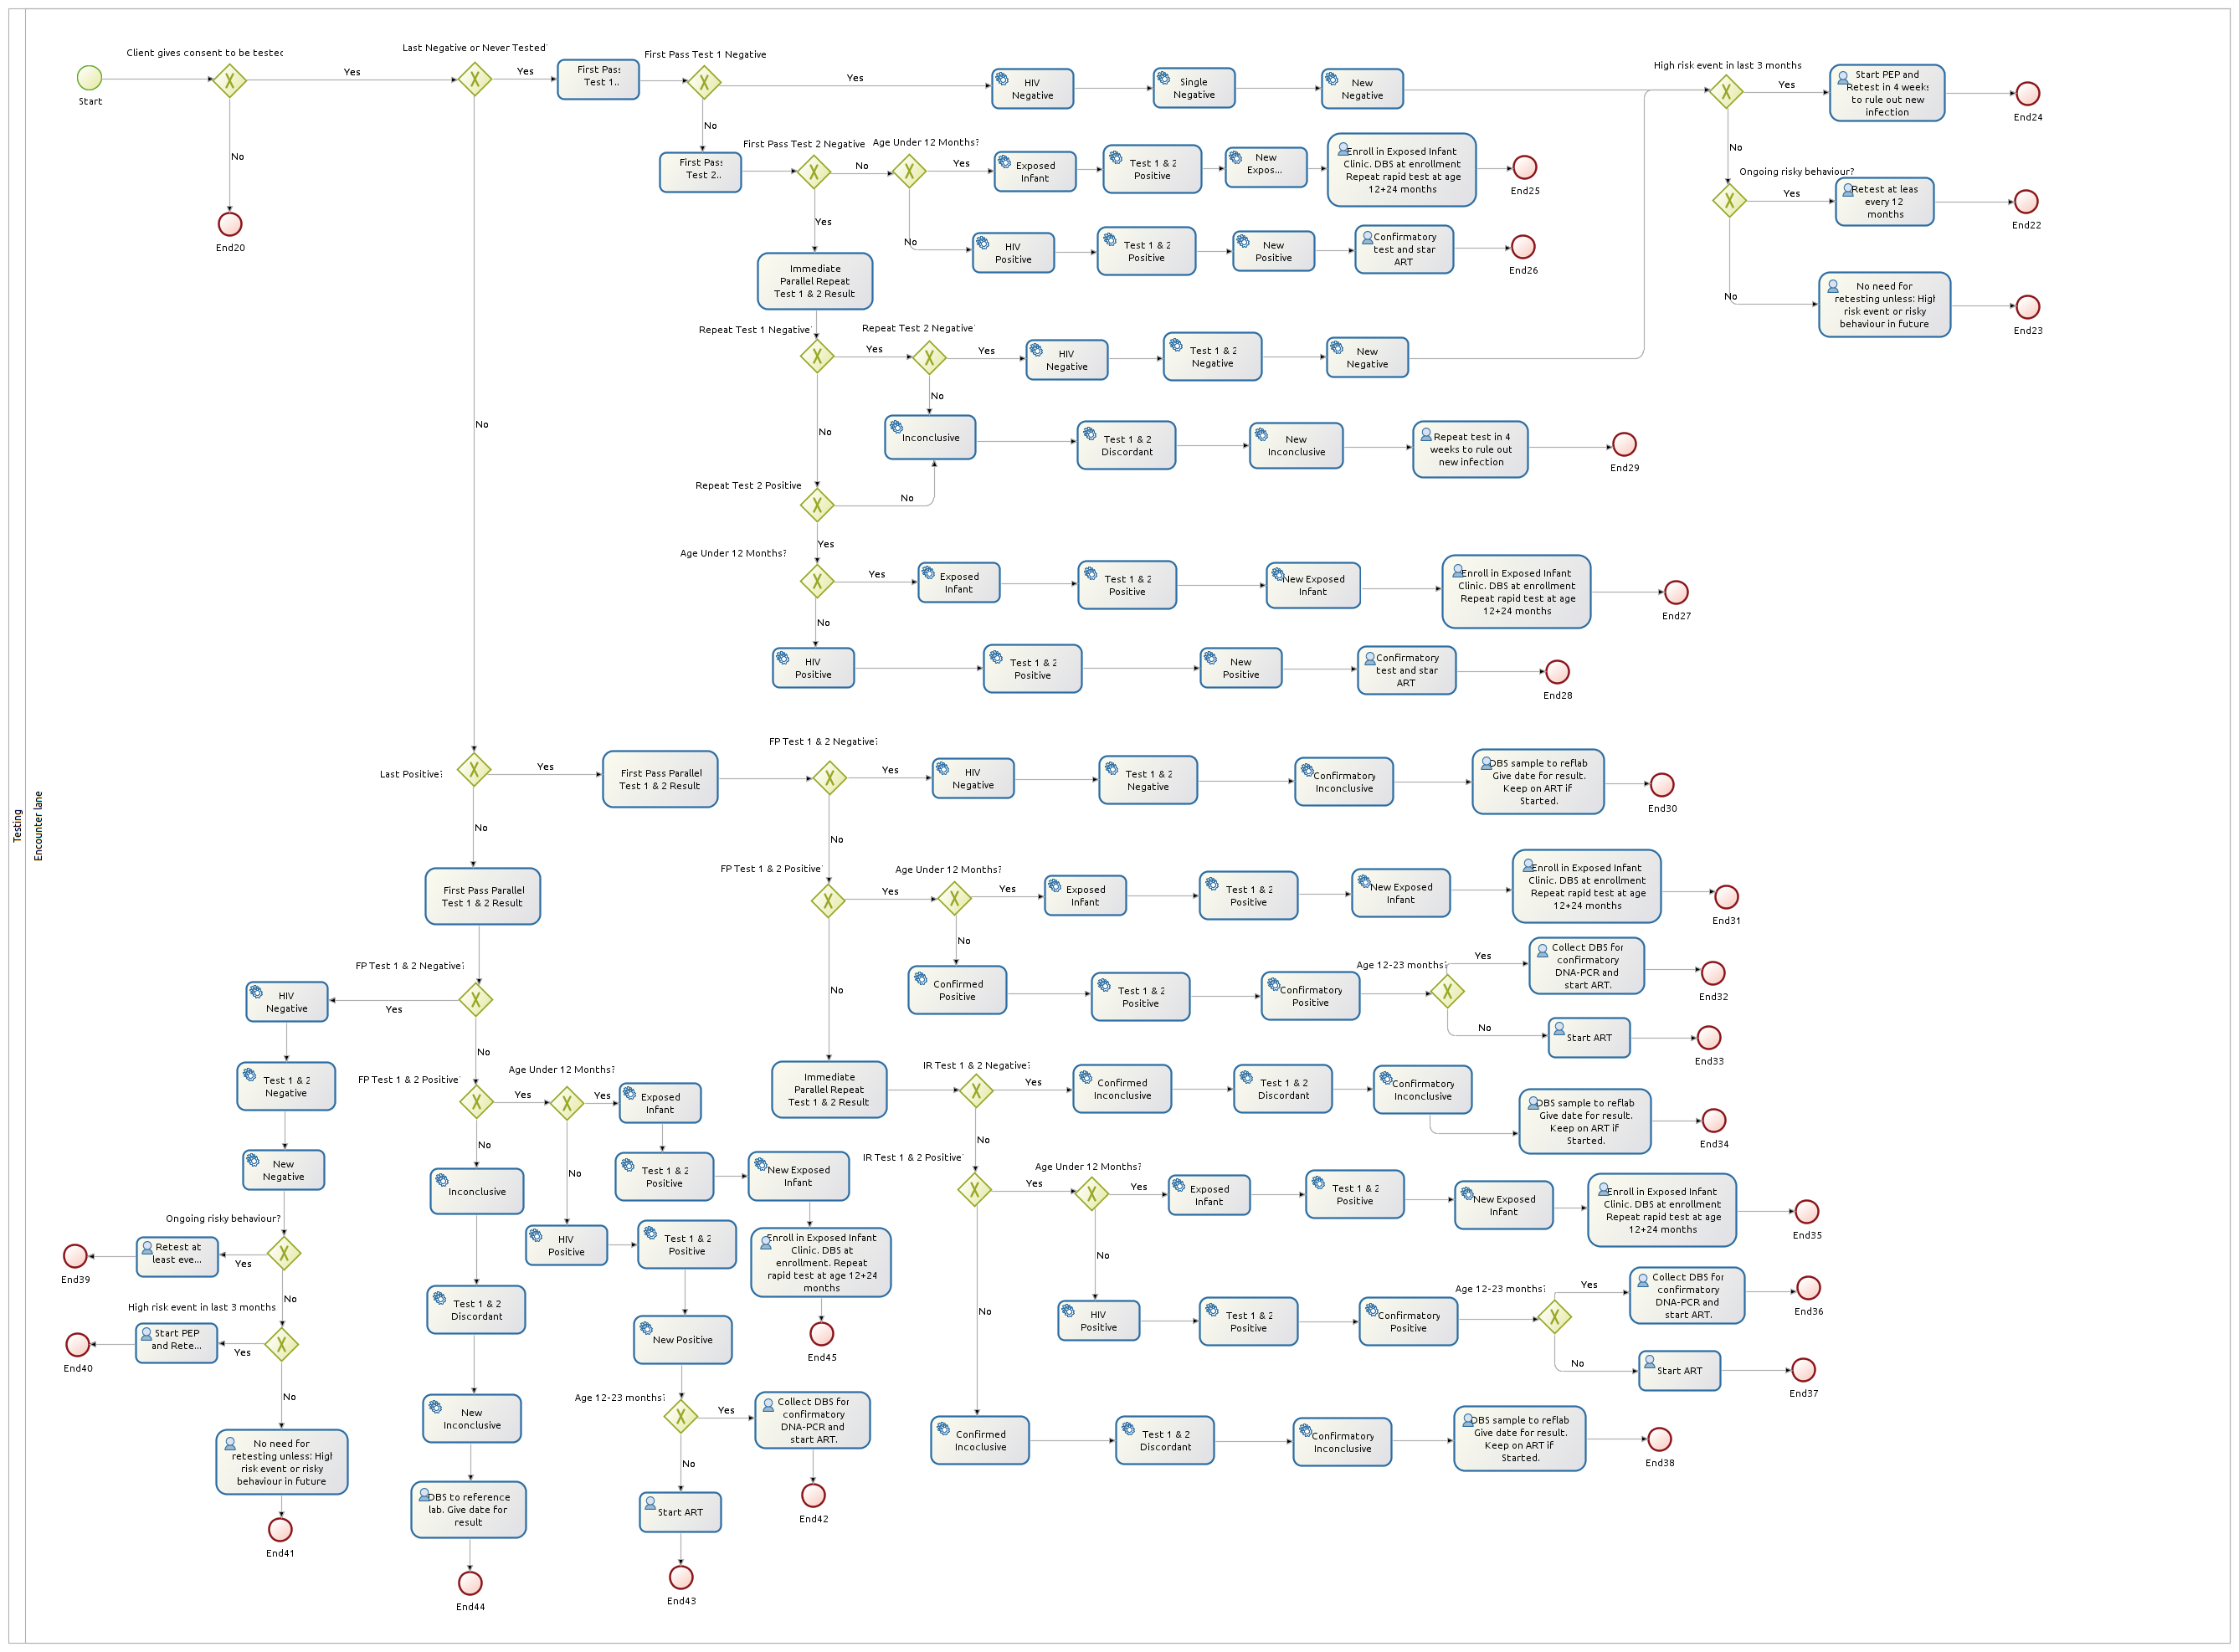 Testing
Encounter lane
Start
Client gives consent to be tested
Yes
No
End20
Last Negative or Never Tested?
Yes
No
First Pass
Test 1..
First Pass Test 1 Negative
Yes
No
HIV
Negative
Single
Negative
New
Negative
High risk event in last 3 months
Yes
No
Start PEP and
Retest in 4 weeks
to rule out new
infection
End24
Ongoing risky behaviour?
Yes
No
Retest at leas
every 12
months
End22
No need for
retesting unless: High
risk event or risky
behaviour in future
End23
First Pass
Test 2..
First Pass Test 2 Negative
No
Yes
Age Under 12 Months?
Yes
No
Exposed
Infant
Test 1 & 2
Positive
New
Expos...
Enroll in Exposed Infant
Clinic. DBS at enrollment
Repeat rapid test at age
12+24 months
End25
HIV
Positive
Test 1 & 2
Positive
New
Positive
Confirmatory
test and star
ART
End26
Immediate
Parallel Repeat
Test 1 & 2 Result
Repeat Test 1 Negative?
Yes
No
Repeat Test 2 Negative?
Yes
No
HIV
Negative
Test 1 & 2
Negative
New
Negative
Inconclusive
Test 1 & 2
Discordant
New
Inconclusive
Repeat test in 4
weeks to rule out
new infection
End29
Repeat Test 2 Positive
No
Yes
Age Under 12 Months?
Yes
No
Exposed
Infant
Test 1 & 2
Positive
New Exposed
Infant
Enroll in Exposed Infant
Clinic. DBS at enrollment
Repeat rapid test at age
12+24 months
End27
HIV
Positive
Test 1 & 2
Positive
New
Positive
Confirmatory
test and star
ART
End28
Last Positive?
Yes
No
First Pass Parallel
Test 1 & 2 Result
FP Test 1 & 2 Negative?
Yes
No
HIV
Negative
Test 1 & 2
Negative
Confirmatory
Inconclusive
DBS sample to reflab
Give date for result.
Keep on ART if
Started.
End30
FP Test 1 & 2 Positive?
Yes
No
Age Under 12 Months?
Yes
No
Exposed
Infant
Test 1 & 2
Positive
New Exposed
Infant
Enroll in Exposed Infant
Clinic. DBS at enrollment
Repeat rapid test at age
12+24 months
End31
Confirmed
Positive
Test 1 & 2
Positive
Confirmatory
Positive
Age 12-23 months?
Yes
No
Collect DBS for
confirmatory
DNA-PCR and
start ART.
End32
Start ART
End33
Immediate
Parallel Repeat
Test 1 & 2 Result
IR Test 1 & 2 Negative?
Yes
No
Confirmed
Inconclusive
Test 1 & 2
Discordant
Confirmatory
Inconclusive
DBS sample to reflab
Give date for result.
Keep on ART if
Started.
End34
IR Test 1 & 2 Positive?
Yes
No
Age Under 12 Months?
Yes
No
Exposed
Infant
Test 1 & 2
Positive
New Exposed
Infant
Enroll in Exposed Infant
Clinic. DBS at enrollment
Repeat rapid test at age
12+24 months
End35
HIV
Positive
Test 1 & 2
Positive
Confirmatory
Positive
Age 12-23 months?
Yes
No
Collect DBS for
confirmatory
DNA-PCR and
start ART.
End36
Start ART
End37
Confirmed
Incoclusive
Test 1 & 2
Discordant
Confirmatory
Inconclusive
DBS sample to reflab
Give date for result.
Keep on ART if
Started.
End38
First Pass Parallel
Test 1 & 2 Result
FP Test 1 & 2 Negative?
Yes
No
HIV
Negative
Test 1 & 2
Negative
New
Negative
Ongoing risky behaviour?
Yes
No
Retest at
least eve...
End39
High risk event in last 3 months
Yes
No
Start PEP
and Rete...
End40
No need for
retesting unless: High
risk event or risky
behaviour in future
End41
FP Test 1 & 2 Positive?
Yes
No
Age Under 12 Months?
Yes
No
Exposed
Infant
Test 1 & 2
Positive
New Exposed
Infant
Enroll in Exposed Infant
Clinic. DBS at
enrollment. Repeat
rapid test at age 12+24
months
End45
HIV
Positive
Test 1 & 2
Positive
New Positive
Age 12-23 months?
Yes
No
Collect DBS for
confirmatory
DNA-PCR and
start ART.
End42
Start ART
End43
Inconclusive
Test 1 & 2
Discordant
New
Inconclusive
DBS to reference
lab. Give date for
result
End44